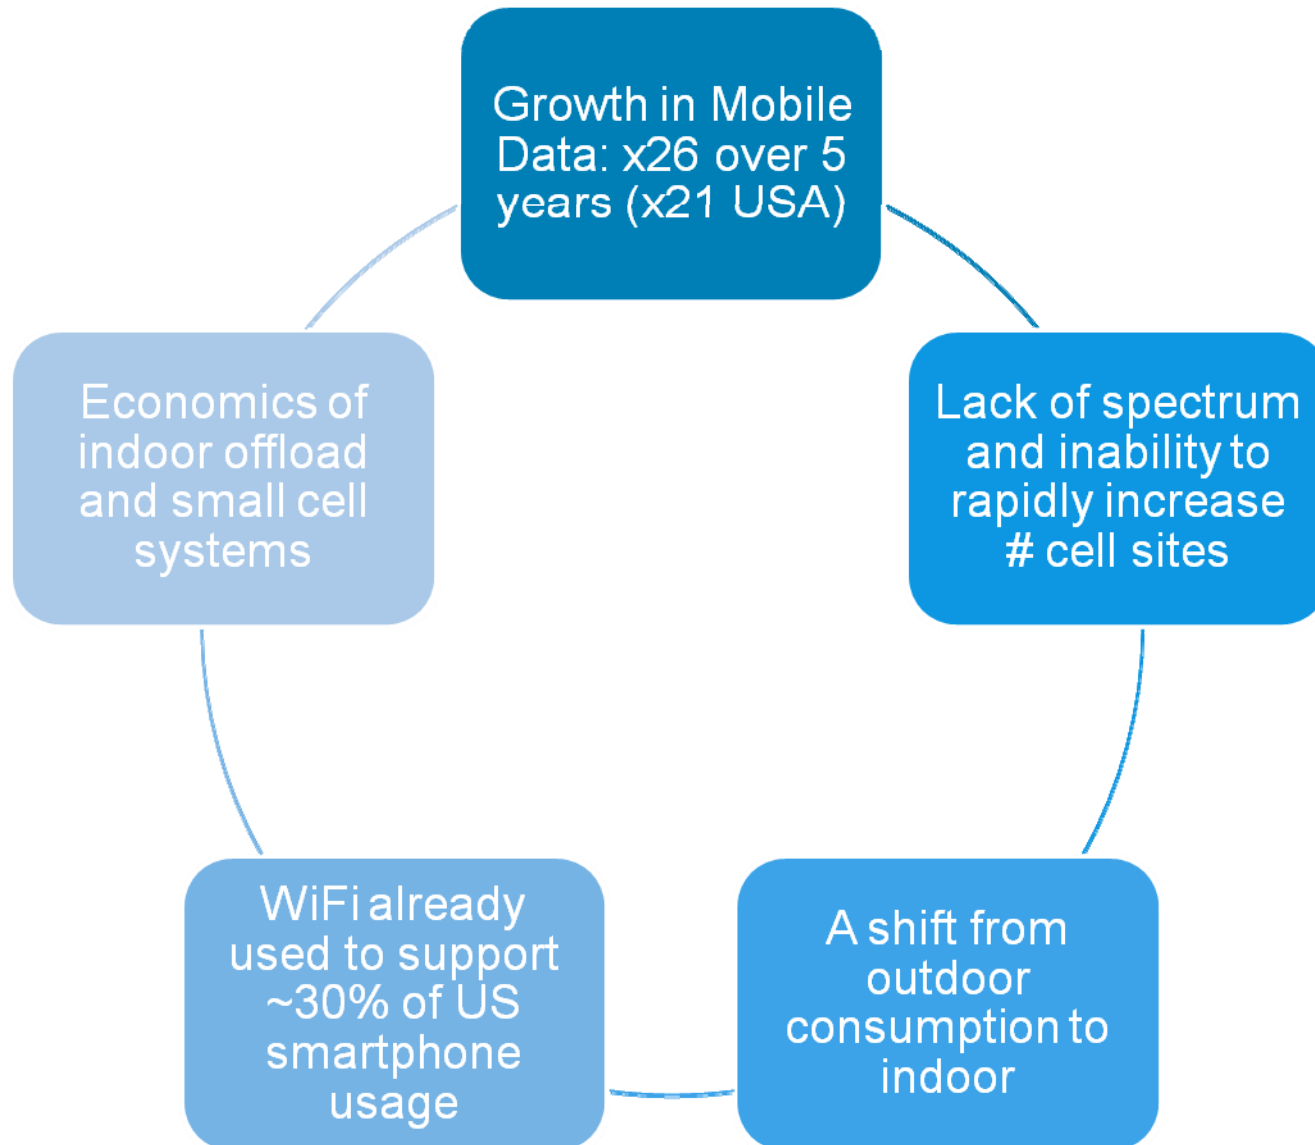 Growth in Mobile
Data: x26 over 5
years (x21 USA)
Lack of spectrum
and inability to
rapidly increase
# cell sites
A shift from
outdoor
consumption to
indoor
WiFi already
used to support
~30% of US
smartphone
usage
Economics of
indoor offload
and small cell
systems